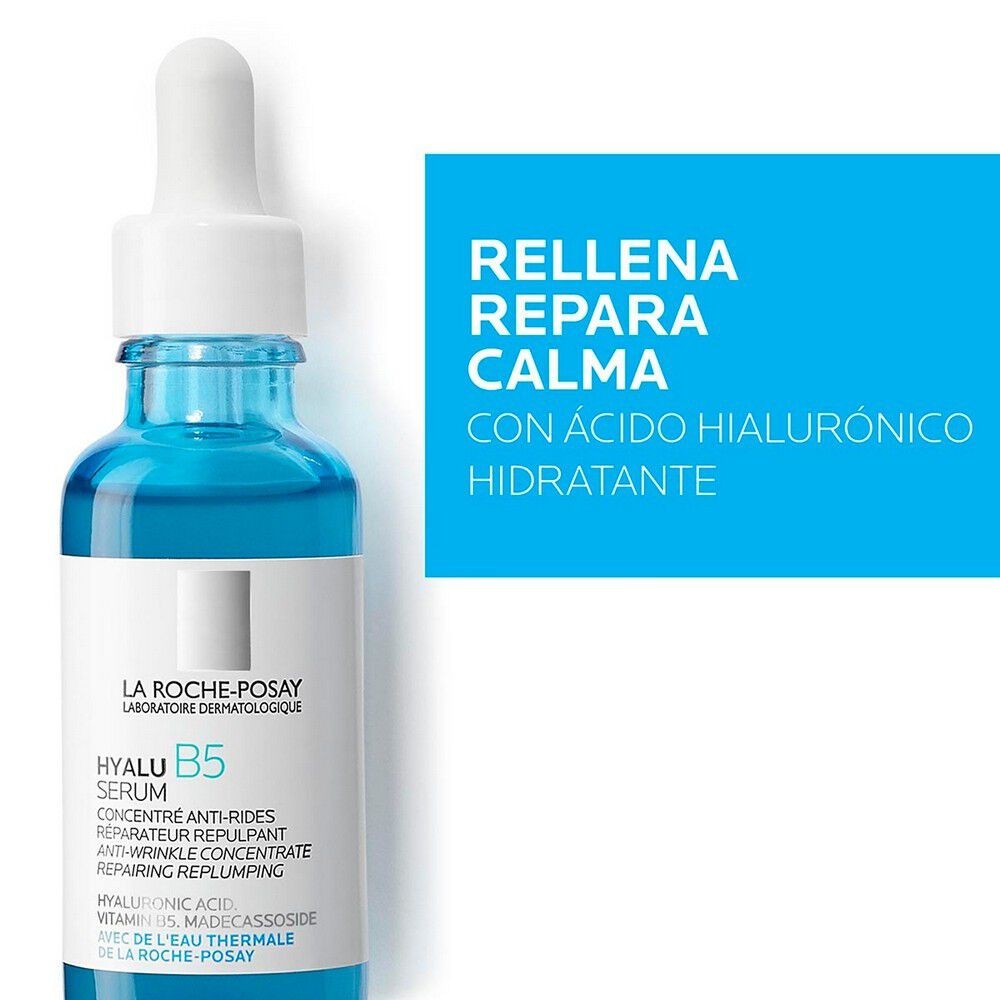 RELLENA
REPARA
CALMA
CON ÁCIDO HIALURÓNICO
HIDRATANTE
LA ROCHE-POSAY
LABORATOIRE DERMATOLOGIQUE
HYALU B5
SERUM
CONCENTRÉ ANTI-RIDES
RÉPARATEUR REPULPANT
ANTI-WRINKLE CONCENTRATE
REPAIRING REPLUMPING
HYALURONIC ACID.
VITAMIN B5. MADECASSOSIDE
AVEC DE L'EAU THERMALE
DE LA ROCHE-POSAY